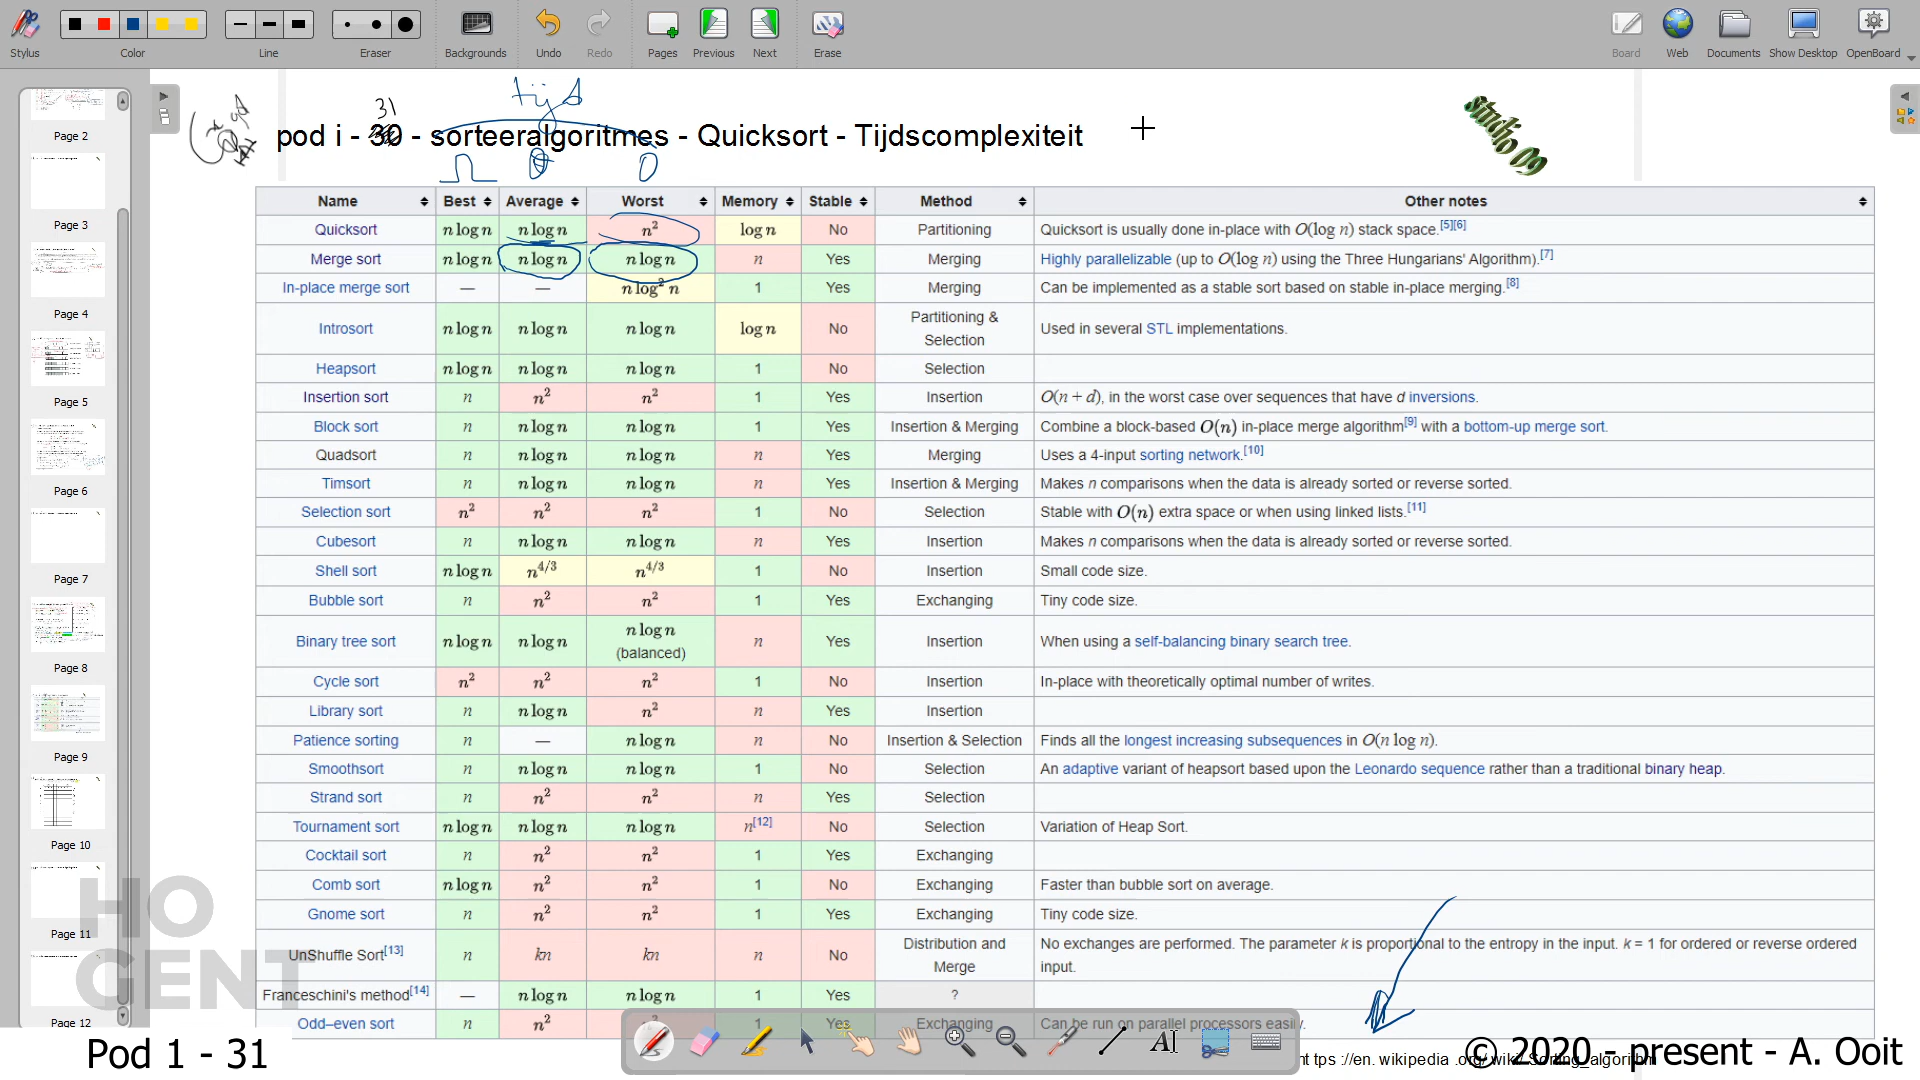 Stylus Color Line Eraser Backgrounds Undo Redo Pages Previous Next Erase Board Web Documents Show Desktop OpenBoard
tijd
31
pod i - 30 - sorteeralgoritmes - Quicksort - Tijdscomplexiteit
Ω Θ O
Page 2
Page 3
Page 4
Page 5
Page 6
Page 7
Page 8
Page 9
Page 10
Page 11
Page 12
Name Best Average Worst Memory Stable Method Other notes
Quicksort n log n n log n n² log n No Partitioning Quicksort is usually done in-place with O(log n) stack space.[5][6]
Merge sort n log n n log n n log n n Yes Merging Highly parallelizable (up to O(log n) using the Three Hungarians' Algorithm).[7]
In-place merge sort — — n log² n 1 Yes Merging Can be implemented as a stable sort based on stable in-place merging.[8]
Introsort n log n n log n n log n log n No Partitioning & Selection Used in several STL implementations.
Heapsort n log n n log n n log n 1 No Selection
Insertion sort n n² n² 1 Yes Insertion O(n + d), in the worst case over sequences that have d inversions.
Block sort n n log n n log n 1 Yes Insertion & Merging Combine a block-based O(n) in-place merge algorithm[9] with a bottom-up merge sort.
Quadsort n n log n n log n n Yes Merging Uses a 4-input sorting network.[10]
Timsort n n log n n log n n Yes Insertion & Merging Makes n comparisons when the data is already sorted or reverse sorted.
Selection sort n² n² n² 1 No Selection Stable with O(n) extra space or when using linked lists.[11]
Cubesort n n log n n log n n Yes Insertion Makes n comparisons when the data is already sorted or reverse sorted.
Shell sort n log n n^4/3 n^4/3 1 No Insertion Small code size.
Bubble sort n n² n² 1 Yes Exchanging Tiny code size.
Binary tree sort n log n n log n n log n (balanced) n Yes Insertion When using a self-balancing binary search tree.
Cycle sort n² n² n² 1 No Insertion In-place with theoretically optimal number of writes.
Library sort n n log n n² n Yes Insertion
Patience sorting n — n log n n No Insertion & Selection Finds all the longest increasing subsequences in O(n log n).
Smoothsort n n log n n log n 1 No Selection An adaptive variant of heapsort based upon the Leonardo sequence rather than a traditional binary heap.
Strand sort n n² n² n Yes Selection
Tournament sort n log n n log n n log n n[12] No Selection Variation of Heap Sort.
Cocktail sort n n² n² 1 Yes Exchanging
Comb sort n log n n² n² 1 No Exchanging Faster than bubble sort on average.
Gnome sort n n² n² 1 Yes Exchanging Tiny code size.
UnShuffle Sort[13] n kn kn n No Distribution and Merge No exchanges are performed. The parameter k is proportional to the entropy in the input. k = 1 for ordered or reverse ordered input.
Franceschini's method[14] — n log n n log n 1 Yes ?
Odd–even sort n n² 1 Yes Exchanging Can be run on parallel processors easily.
HO
GENT
Pod 1 - 31
tps ://en. wikipedia .org/ wiki/ Sorting_algorithm
© 2020 - present - A. Ooit